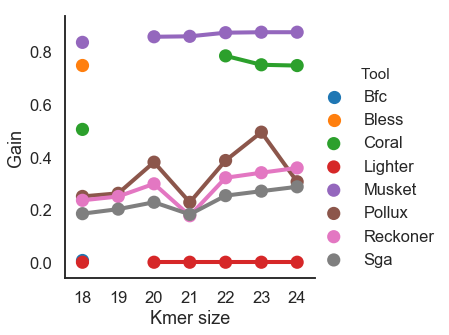 Gain
0.8
0.6
0.4
0.2
0.0
18 19 20 21 22 23 24
Kmer size
Tool
Bfc
Bless
Coral
Lighter
Musket
Pollux
Reckoner
Sga